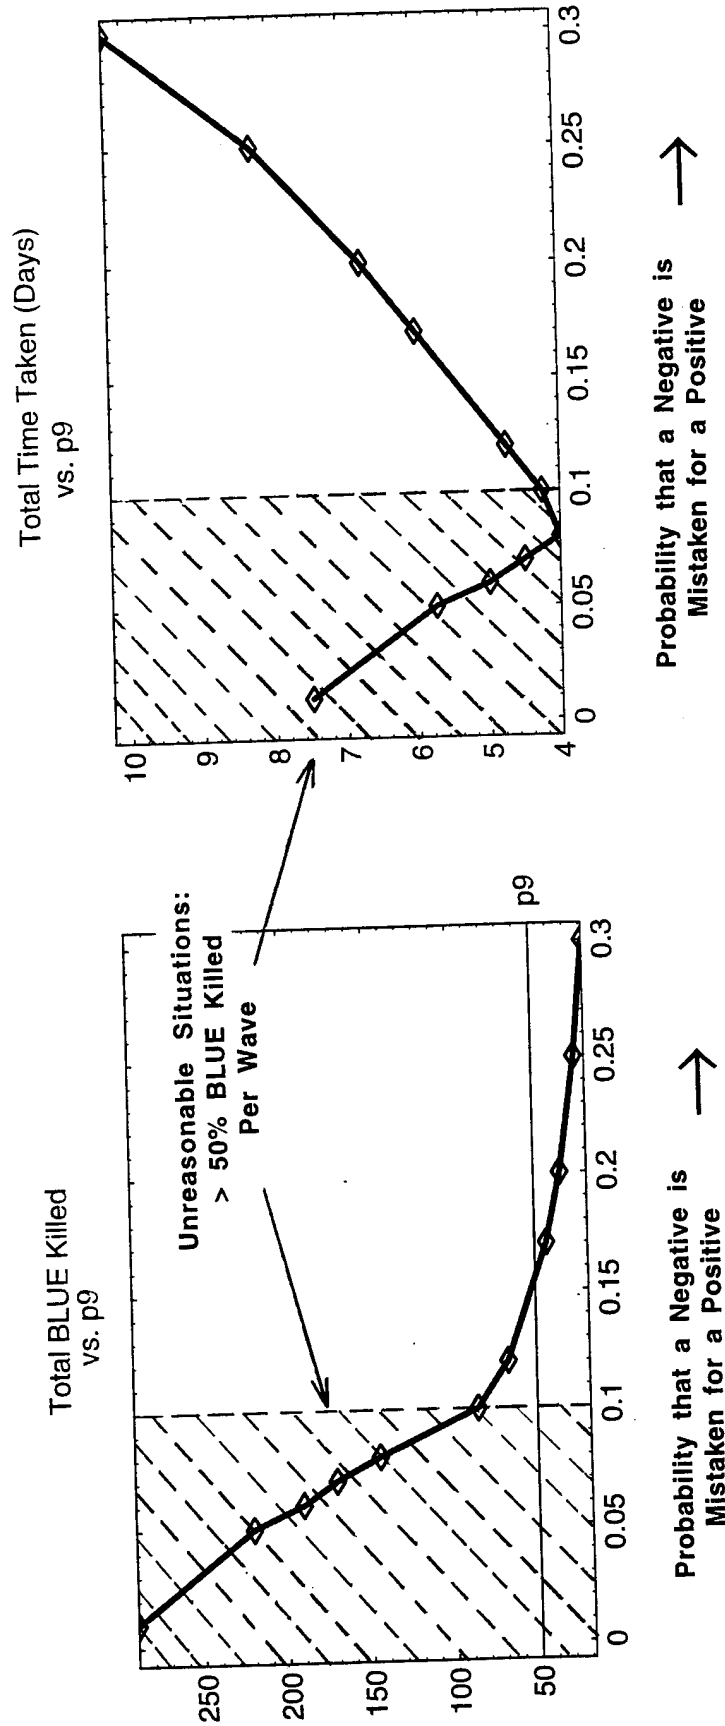 Total BLUE Killed
vs. p9
250
200
150
100
50
0
0.05
0.1
0.15
0.2
0.25
0.3
p9
Probability that a Negative is
Mistaken for a Positive
Unreasonable Situations:
> 50% BLUE Killed
Per Wave
Total Time Taken (Days)
vs. p9
10
9
8
7
6
5
4
0
0.05
0.1
0.15
0.2
0.25
0.3
Probability that a Negative is
Mistaken for a Positive